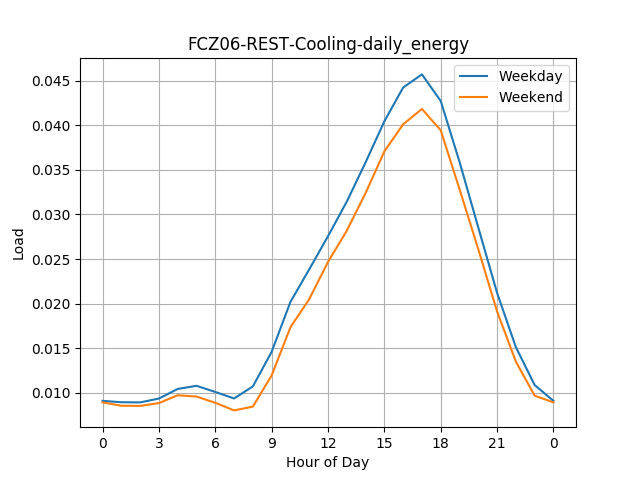 FCZ06-REST-Cooling-daily_energy
Weekday
Weekend
0.045
0.040
0.035
0.030
0.025
0.020
0.015
0.010
Load
0 3 6 9 12 15 18 21 0
Hour of Day